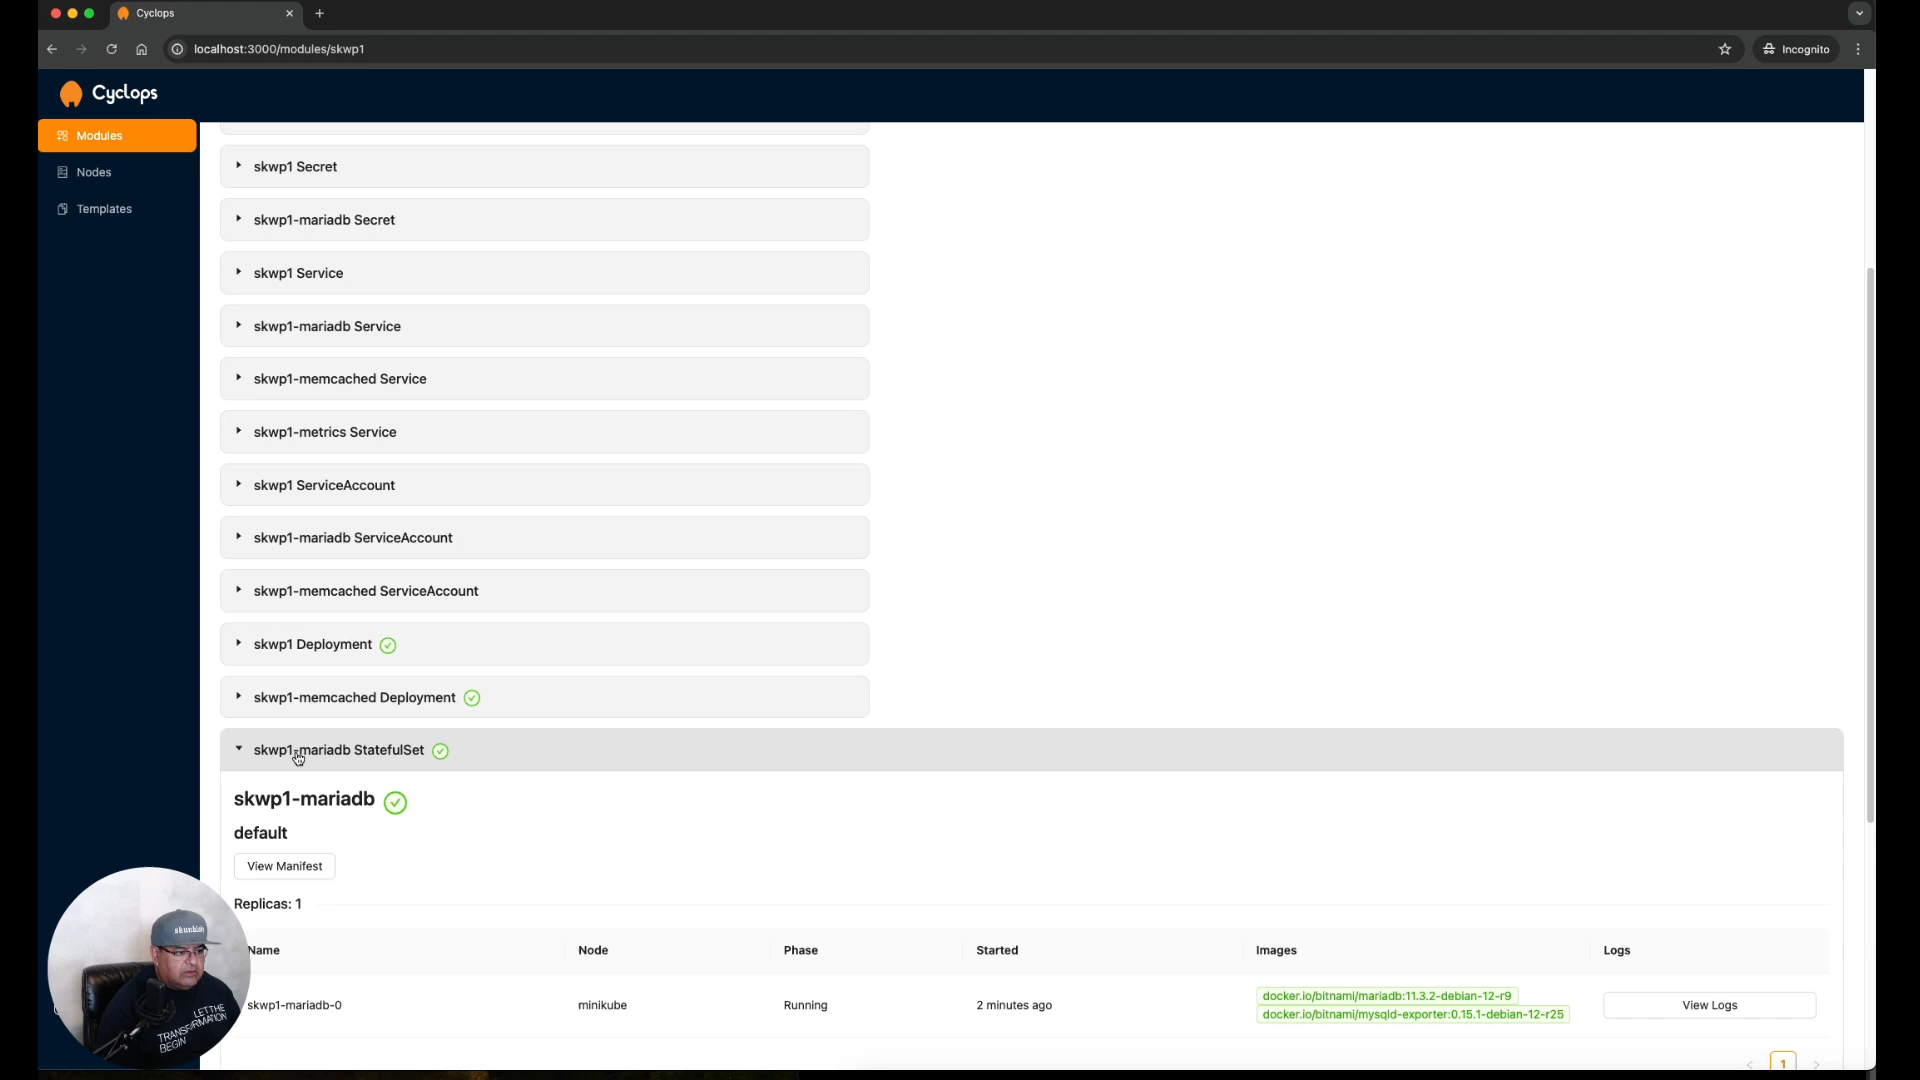 Cyclops
localhost:3000/modules/skwp1
Incognito
Cyclops
Modules
Nodes
Templates
skwp1 Secret
skwp1-mariadb Secret
skwp1 Service
skwp1-mariadb Service
skwp1-memcached Service
skwp1-metrics Service
skwp1 ServiceAccount
skwp1-mariadb ServiceAccount
skwp1-memcached ServiceAccount
skwp1 Deployment
skwp1-memcached Deployment
skwp1-mariadb StatefulSet
skwp1-mariadb
default
View Manifest
Replicas: 1
Name Node Phase Started Images Logs
skwp1-mariadb-0 minikube Running 2 minutes ago docker.io/bitnami/mariadb:11.3.2-debian-12-r9 View Logs
docker.io/bitnami/mysqld-exporter:0.15.1-debian-12-r25
1
LET THE
TRANSFORMATION
BEGIN